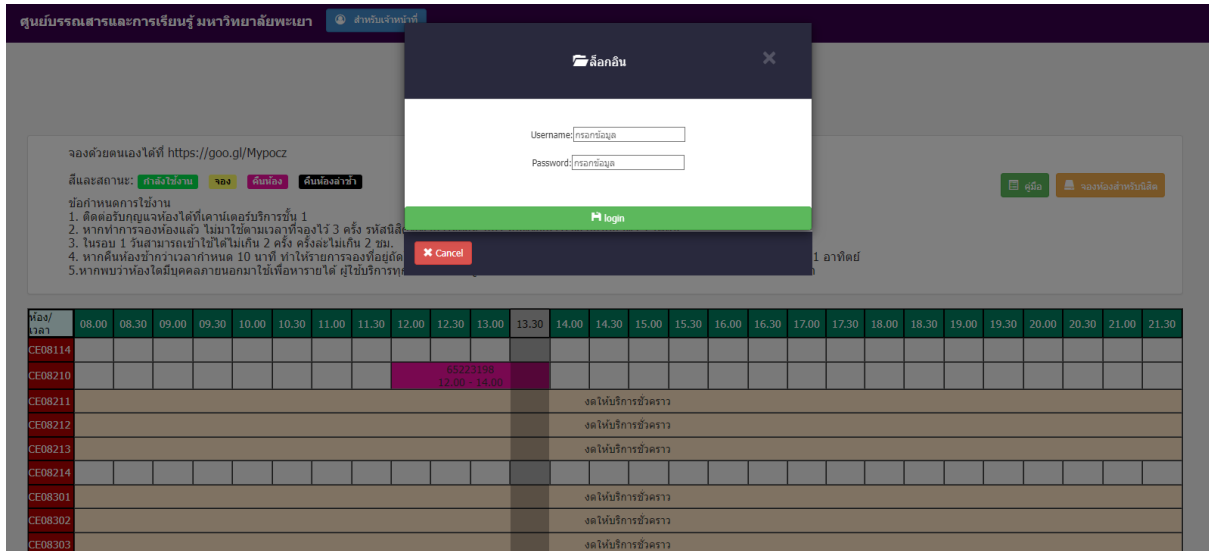 ศูนย์บรรณสารและการเรียนรู้ มหาวิทยาลัยพะเยา สำหรับเจ้าหน้าที่
ล็อกอิน ×
Username: กรอกข้อมูล
Password: กรอกข้อมูล
login
Cancel
จองด้วยตนเองได้ที่ https://goo.gl/Mypocz
สีและสถานะ: กำลังใช้งาน จอง คืนห้อง คืนห้องล่าช้า
คู่มือ จองห้องสำหรับนิสิต
ข้อกำหนดการใช้งาน
1. ติดต่อรับกุญแจห้องได้ที่เคาน์เตอร์บริการชั้น 1
2. หากทำการจองห้องแล้ว ไม่มาใช้ตามเวลาที่จองไว้ 3 ครั้ง รหัสนิสิ
3. ในรอบ 1 วันสามารถเข้าใช้ได้ไม่เกิน 2 ครั้ง ครั้งล่ะไม่เกิน 2 ชม.
4. หากคืนห้องช้ากว่าเวลากำหนด 10 นาที ทำให้รายการจองที่อยู่ถัด 1 อาทิตย์
5.หากพบว่าห้องใดมีบุคคลภายนอกมาใช้เพื่อหารายได้ ผู้ใช้บริการทุก
ห้อง/เวลา 08.00 08.30 09.00 09.30 10.00 10.30 11.00 11.30 12.00 12.30 13.00 13.30 14.00 14.30 15.00 15.30 16.00 16.30 17.00 17.30 18.00 18.30 19.00 19.30 20.00 20.30 21.00 21.30
CE08114
CE08210 65223198
12.00 - 14.00
CE08211 งดให้บริการชั่วคราว
CE08212 งดให้บริการชั่วคราว
CE08213 งดให้บริการชั่วคราว
CE08214
CE08301 งดให้บริการชั่วคราว
CE08302 งดให้บริการชั่วคราว
CE08303 งดให้บริการชั่วคราว